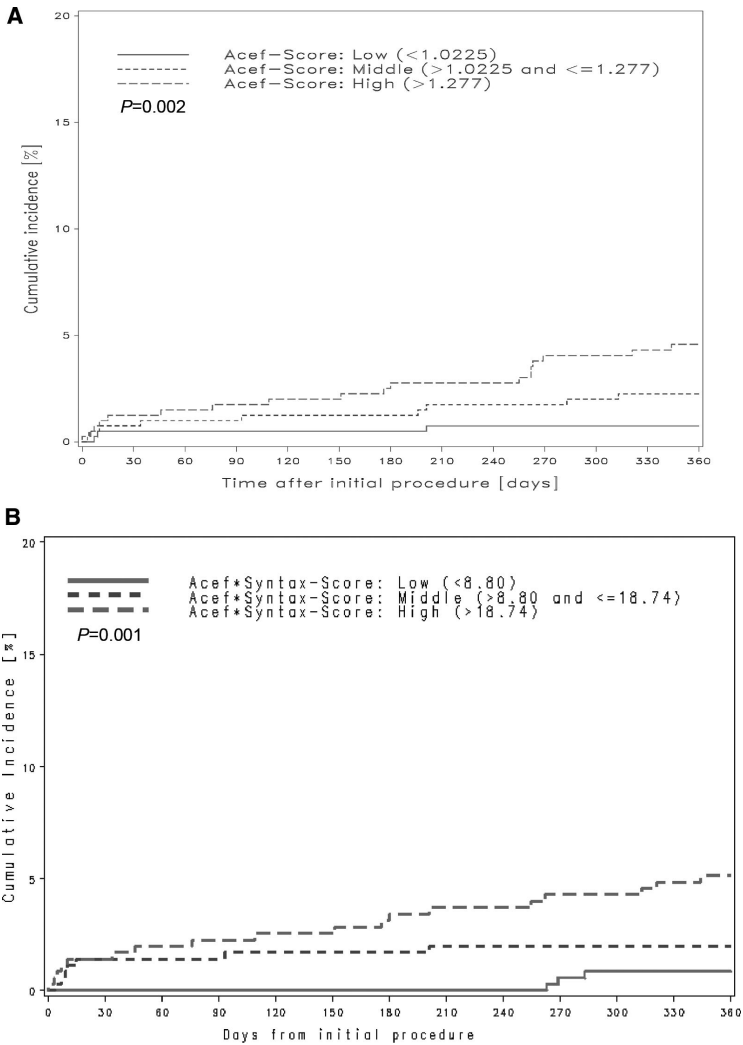 A
20
15
10
5
0
Cumulative incidence [%]
Acef-Score: Low (<1.0225)
Acef-Score: Middle (>1.0225 and <=1.277)
Acef-Score: High (>1.277)
P=0.002
0 30 60 90 120 150 180 210 240 270 300 330 360
Time after initial procedure [days]
B
20
15
10
5
0
Cumulative Incidence [%]
Acef*Syntax-Score: Low (<8.80)
Acef*Syntax-Score: Middle (>8.80 and <=18.74)
Acef*Syntax-Score: High (>18.74)
P=0.001
0 30 60 90 120 150 180 210 240 270 300 330 360
Days from initial procedure